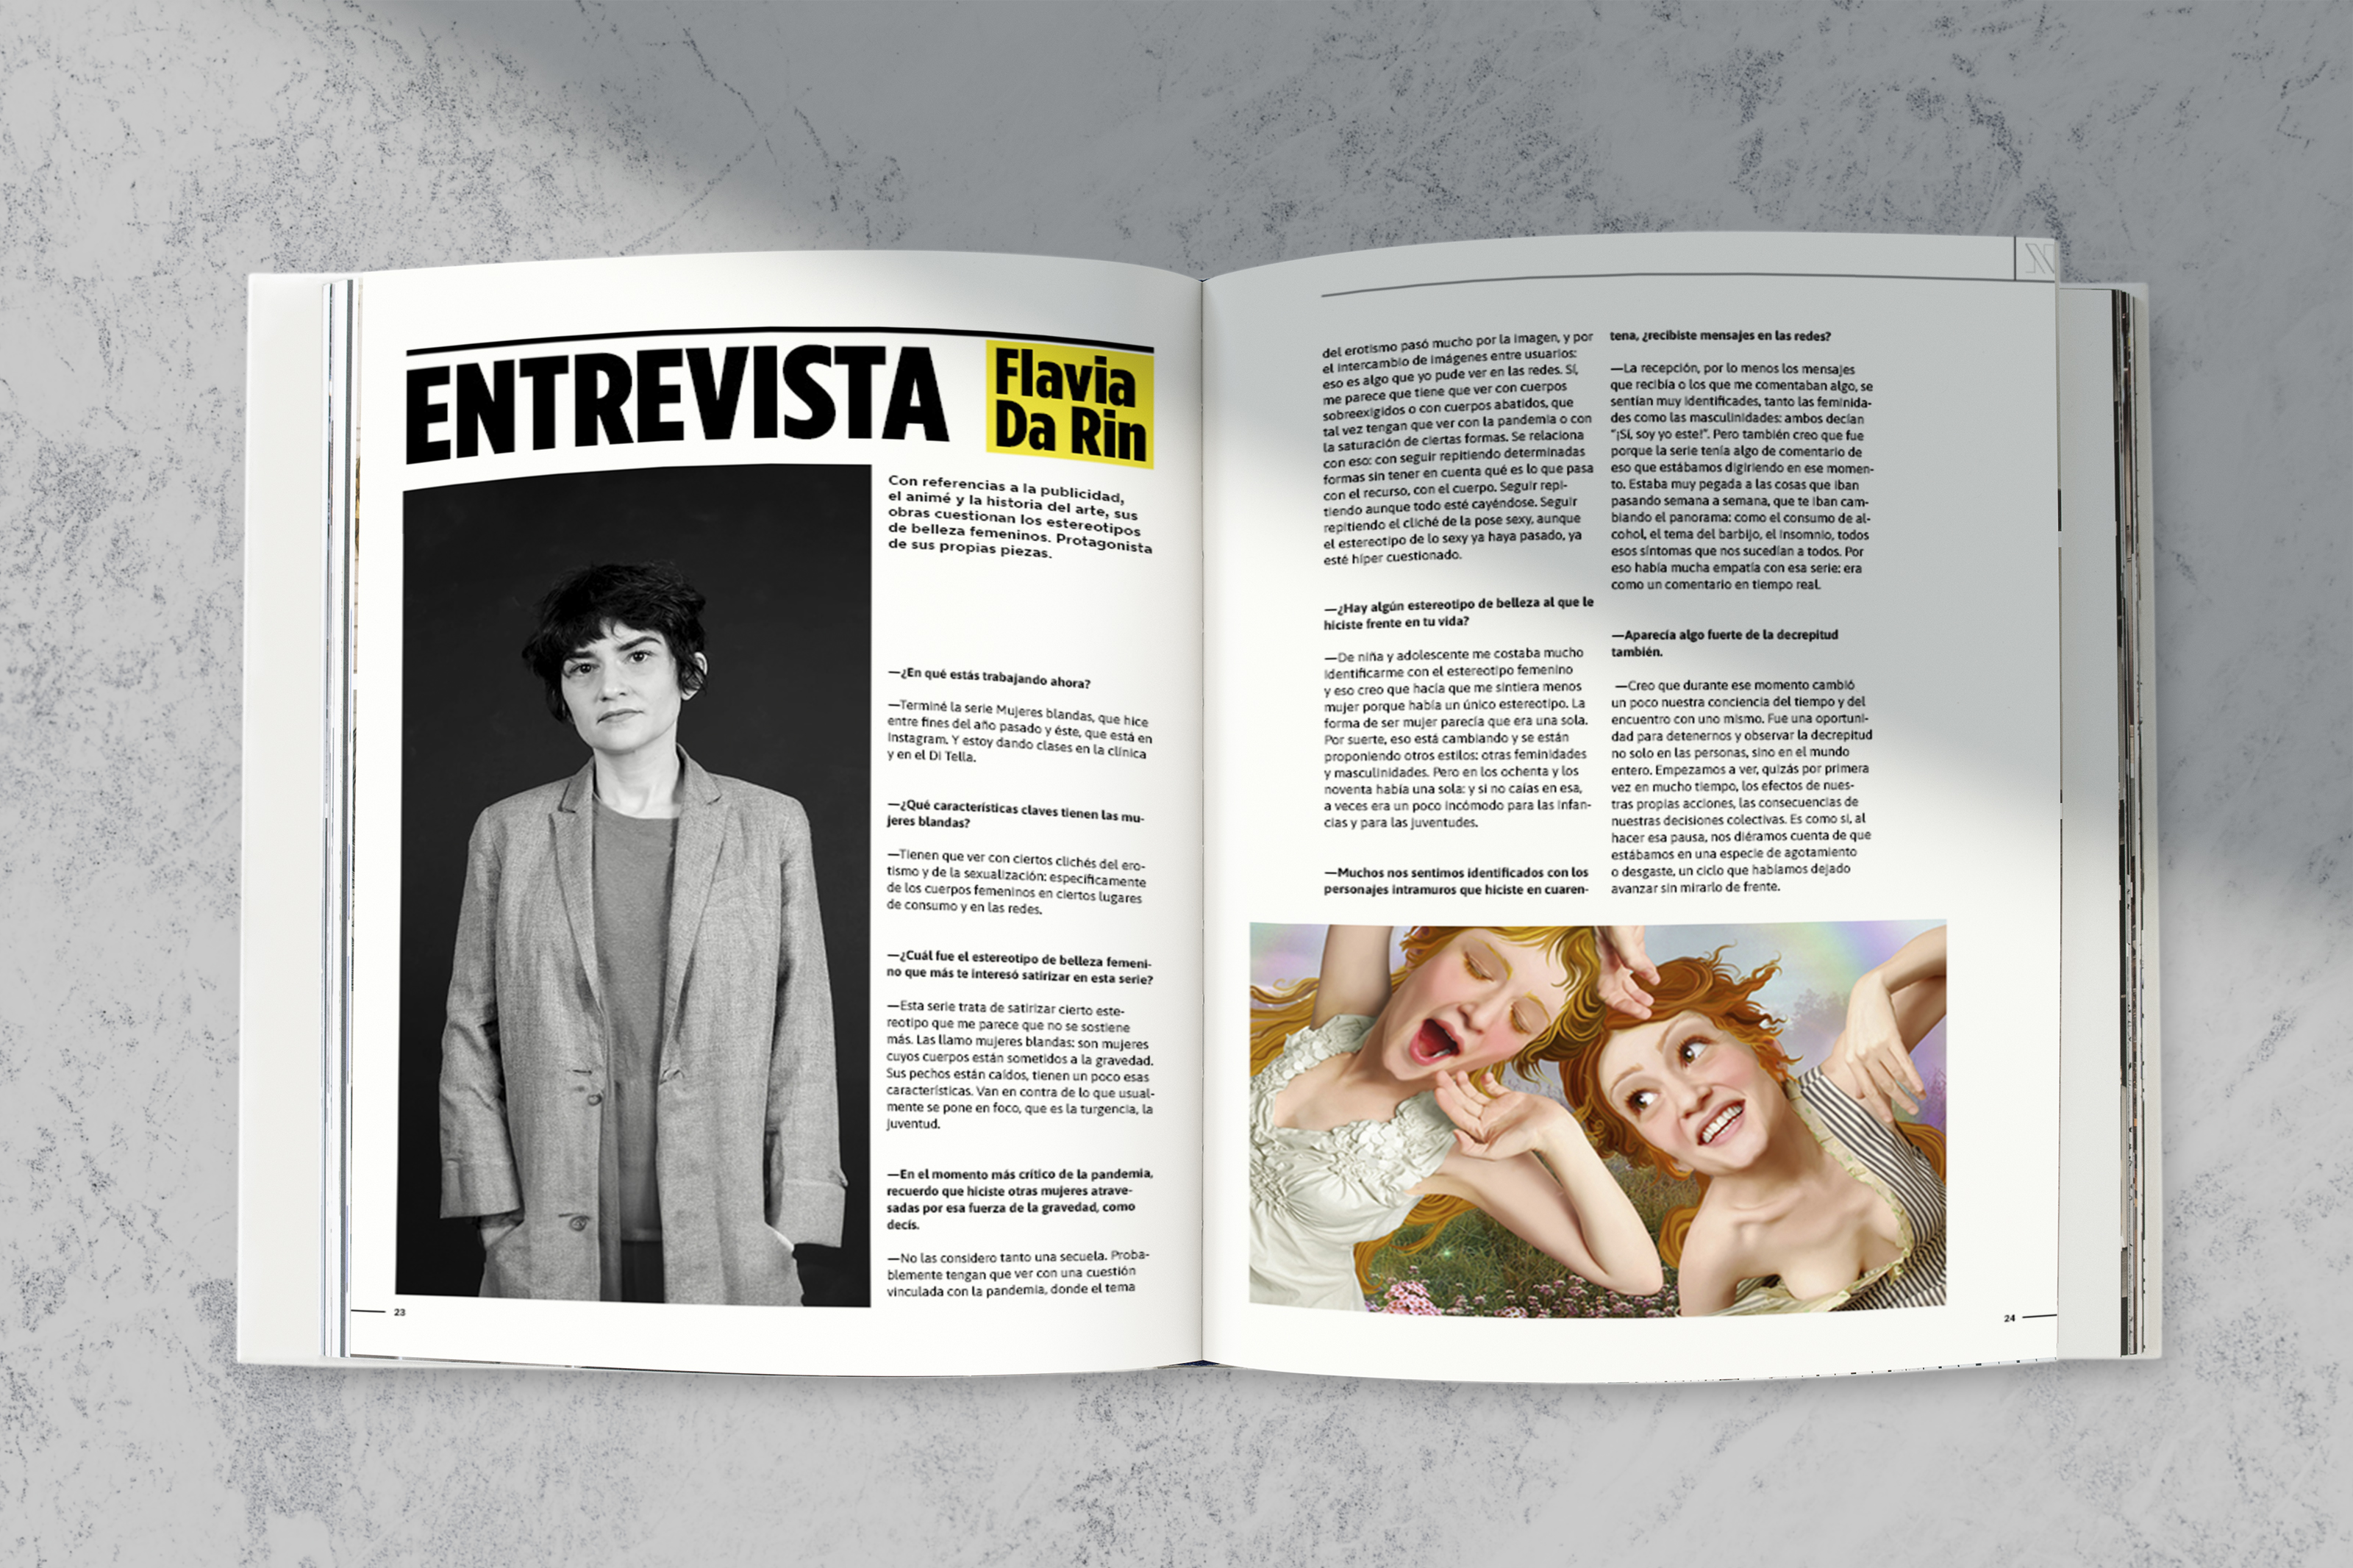 ENTREVISTA
Flavia
Da Rin
Con referencias a la publicidad,
el animé y la historia del arte, sus
obras cuestionan los estereotipos
de belleza femeninos. Protagonista
de sus propias piezas.
—¿En qué estás trabajando ahora?
—Terminé la serie Mujeres blandas, que hice
entre fines del año pasado y éste, que está en
Instagram. Y estoy dando clases en la clínica
y en el Di Tella.
—¿Qué características claves tienen las mu-
jeres blandas?
—Tienen que ver con ciertos clichés del ero-
tismo y de la sexualización: específicamente
de los cuerpos femeninos en ciertos lugares
de consumo y en las redes.
—¿Cuál fue el estereotipo de belleza femeni-
no que más te interesó satirizar en esta serie?
—Esta serie trata de satirizar cierto este-
reotipo que me parece que no se sostiene
más. Las llamo mujeres blandas: son mujeres
cuyos cuerpos están sometidos a la gravedad.
Sus pechos están caídos, tienen un poco esas
características. Van en contra de lo que usual-
mente se pone en foco, que es la turgencia, la
juventud.
—En el momento más crítico de la pandemia,
recuerdo que hiciste otras mujeres atrave-
sadas por esa fuerza de la gravedad, como
decís.
—No las considero tanto una secuela. Proba-
blemente tengan que ver con una cuestión
vinculada con la pandemia, donde el tema
23
del erotismo pasó mucho por la imagen, y por
el intercambio de imágenes entre usuarios:
eso es algo que yo pude ver en las redes. Sí,
me parece que tiene que ver con cuerpos
sobreexigidos o con cuerpos abatidos, que
tal vez tengan que ver con la pandemia o con
la saturación de ciertas formas. Se relaciona
con eso: con seguir repitiendo determinadas
formas sin tener en cuenta qué es lo que pasa
con el recurso, con el cuerpo. Seguir repi-
tiendo aunque todo esté cayéndose. Seguir
repitiendo el cliché de la pose sexy, aunque
el estereotipo de lo sexy ya haya pasado, ya
esté híper cuestionado.
—¿Hay algún estereotipo de belleza al que le
hiciste frente en tu vida?
—De niña y adolescente me costaba mucho
identificarme con el estereotipo femenino
y eso creo que hacía que me sintiera menos
mujer porque había un único estereotipo. La
forma de ser mujer parecía que era una sola.
Por suerte, eso está cambiando y se están
proponiendo otros estilos: otras feminidades
y masculinidades. Pero en los ochenta y los
noventa había una sola: y si no caías en esa,
a veces era un poco incómodo para las infan-
cias y para las juventudes.
—Muchos nos sentimos identificados con los
personajes intramuros que hiciste en cuaren-
tena, ¿recibiste mensajes en las redes?
—La recepción, por lo menos los mensajes
que recibía o los que me comentaban algo, se
sentían muy identificades, tanto las feminida-
des como las masculinidades: ambos decían
"¡Sí, soy yo este!". Pero también creo que fue
porque la serie tenía algo de comentario de
eso que estábamos digiriendo en ese momen-
to. Estaba muy pegada a las cosas que iban
pasando semana a semana, que te iban cam-
biando el panorama: como el consumo de al-
cohol, el tema del barbijo, el insomnio, todos
esos síntomas que nos sucedían a todos. Por
eso había mucha empatía con esa serie: era
como un comentario en tiempo real.
—Aparecía algo fuerte de la decrepitud
también.
—Creo que durante ese momento cambió
un poco nuestra conciencia del tiempo y del
encuentro con uno mismo. Fue una oportuni-
dad para detenernos y observar la decrepitud
no solo en las personas, sino en el mundo
entero. Empezamos a ver, quizás por primera
vez en mucho tiempo, los efectos de nues-
tras propias acciones, las consecuencias de
nuestras decisiones colectivas. Es como si, al
hacer esa pausa, nos diéramos cuenta de que
estábamos en una especie de agotamiento
o desgaste, un ciclo que habíamos dejado
avanzar sin mirarlo de frente.
24